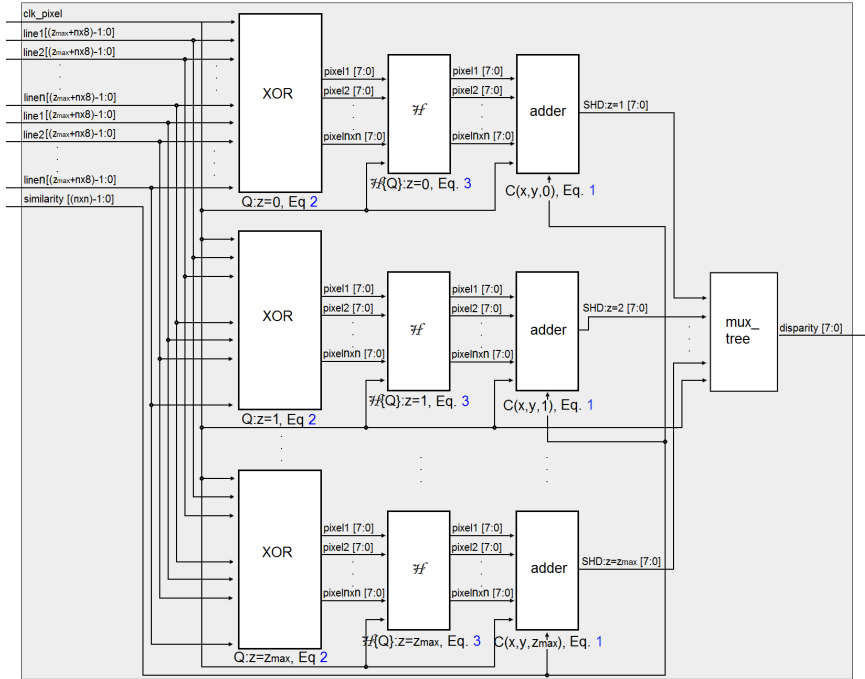 clk_pixel
line1[(zmax+nx8)-1:0]
line2[(zmax+nx8)-1:0]
linen[(zmax+nx8)-1:0]
line1[(zmax+nx8)-1:0]
line2[(zmax+nx8)-1:0]
linen[(zmax+nx8)-1:0]
similarity [(nxn)-1:0]
XOR
pixel1 [7:0]
pixel2 [7:0]
pixelnxn [7:0]
ℋ
pixel1 [7:0]
pixel2 [7:0]
pixelnxn [7:0]
adder
SHD:z=1 [7:0]
Q:z=0, Eq 2
ℋ{Q}:z=0, Eq. 3
C(x,y,0), Eq. 1
XOR
pixel1 [7:0]
pixel2 [7:0]
pixelnxn [7:0]
ℋ
pixel1 [7:0]
pixel2 [7:0]
pixelnxn [7:0]
adder
SHD:z=2 [7:0]
mux_
tree
disparity [7:0]
Q:z=1, Eq 2
ℋ{Q}:z=1, Eq. 3
C(x,y,1), Eq. 1
XOR
pixel1 [7:0]
pixel2 [7:0]
pixelnxn [7:0]
ℋ
pixel1 [7:0]
pixel2 [7:0]
pixelnxn [7:0]
adder
SHD:z=zmax [7:0]
Q:z=zmax, Eq 2
ℋ{Q}:z=zmax, Eq. 3
C(x,y,zmax), Eq. 1